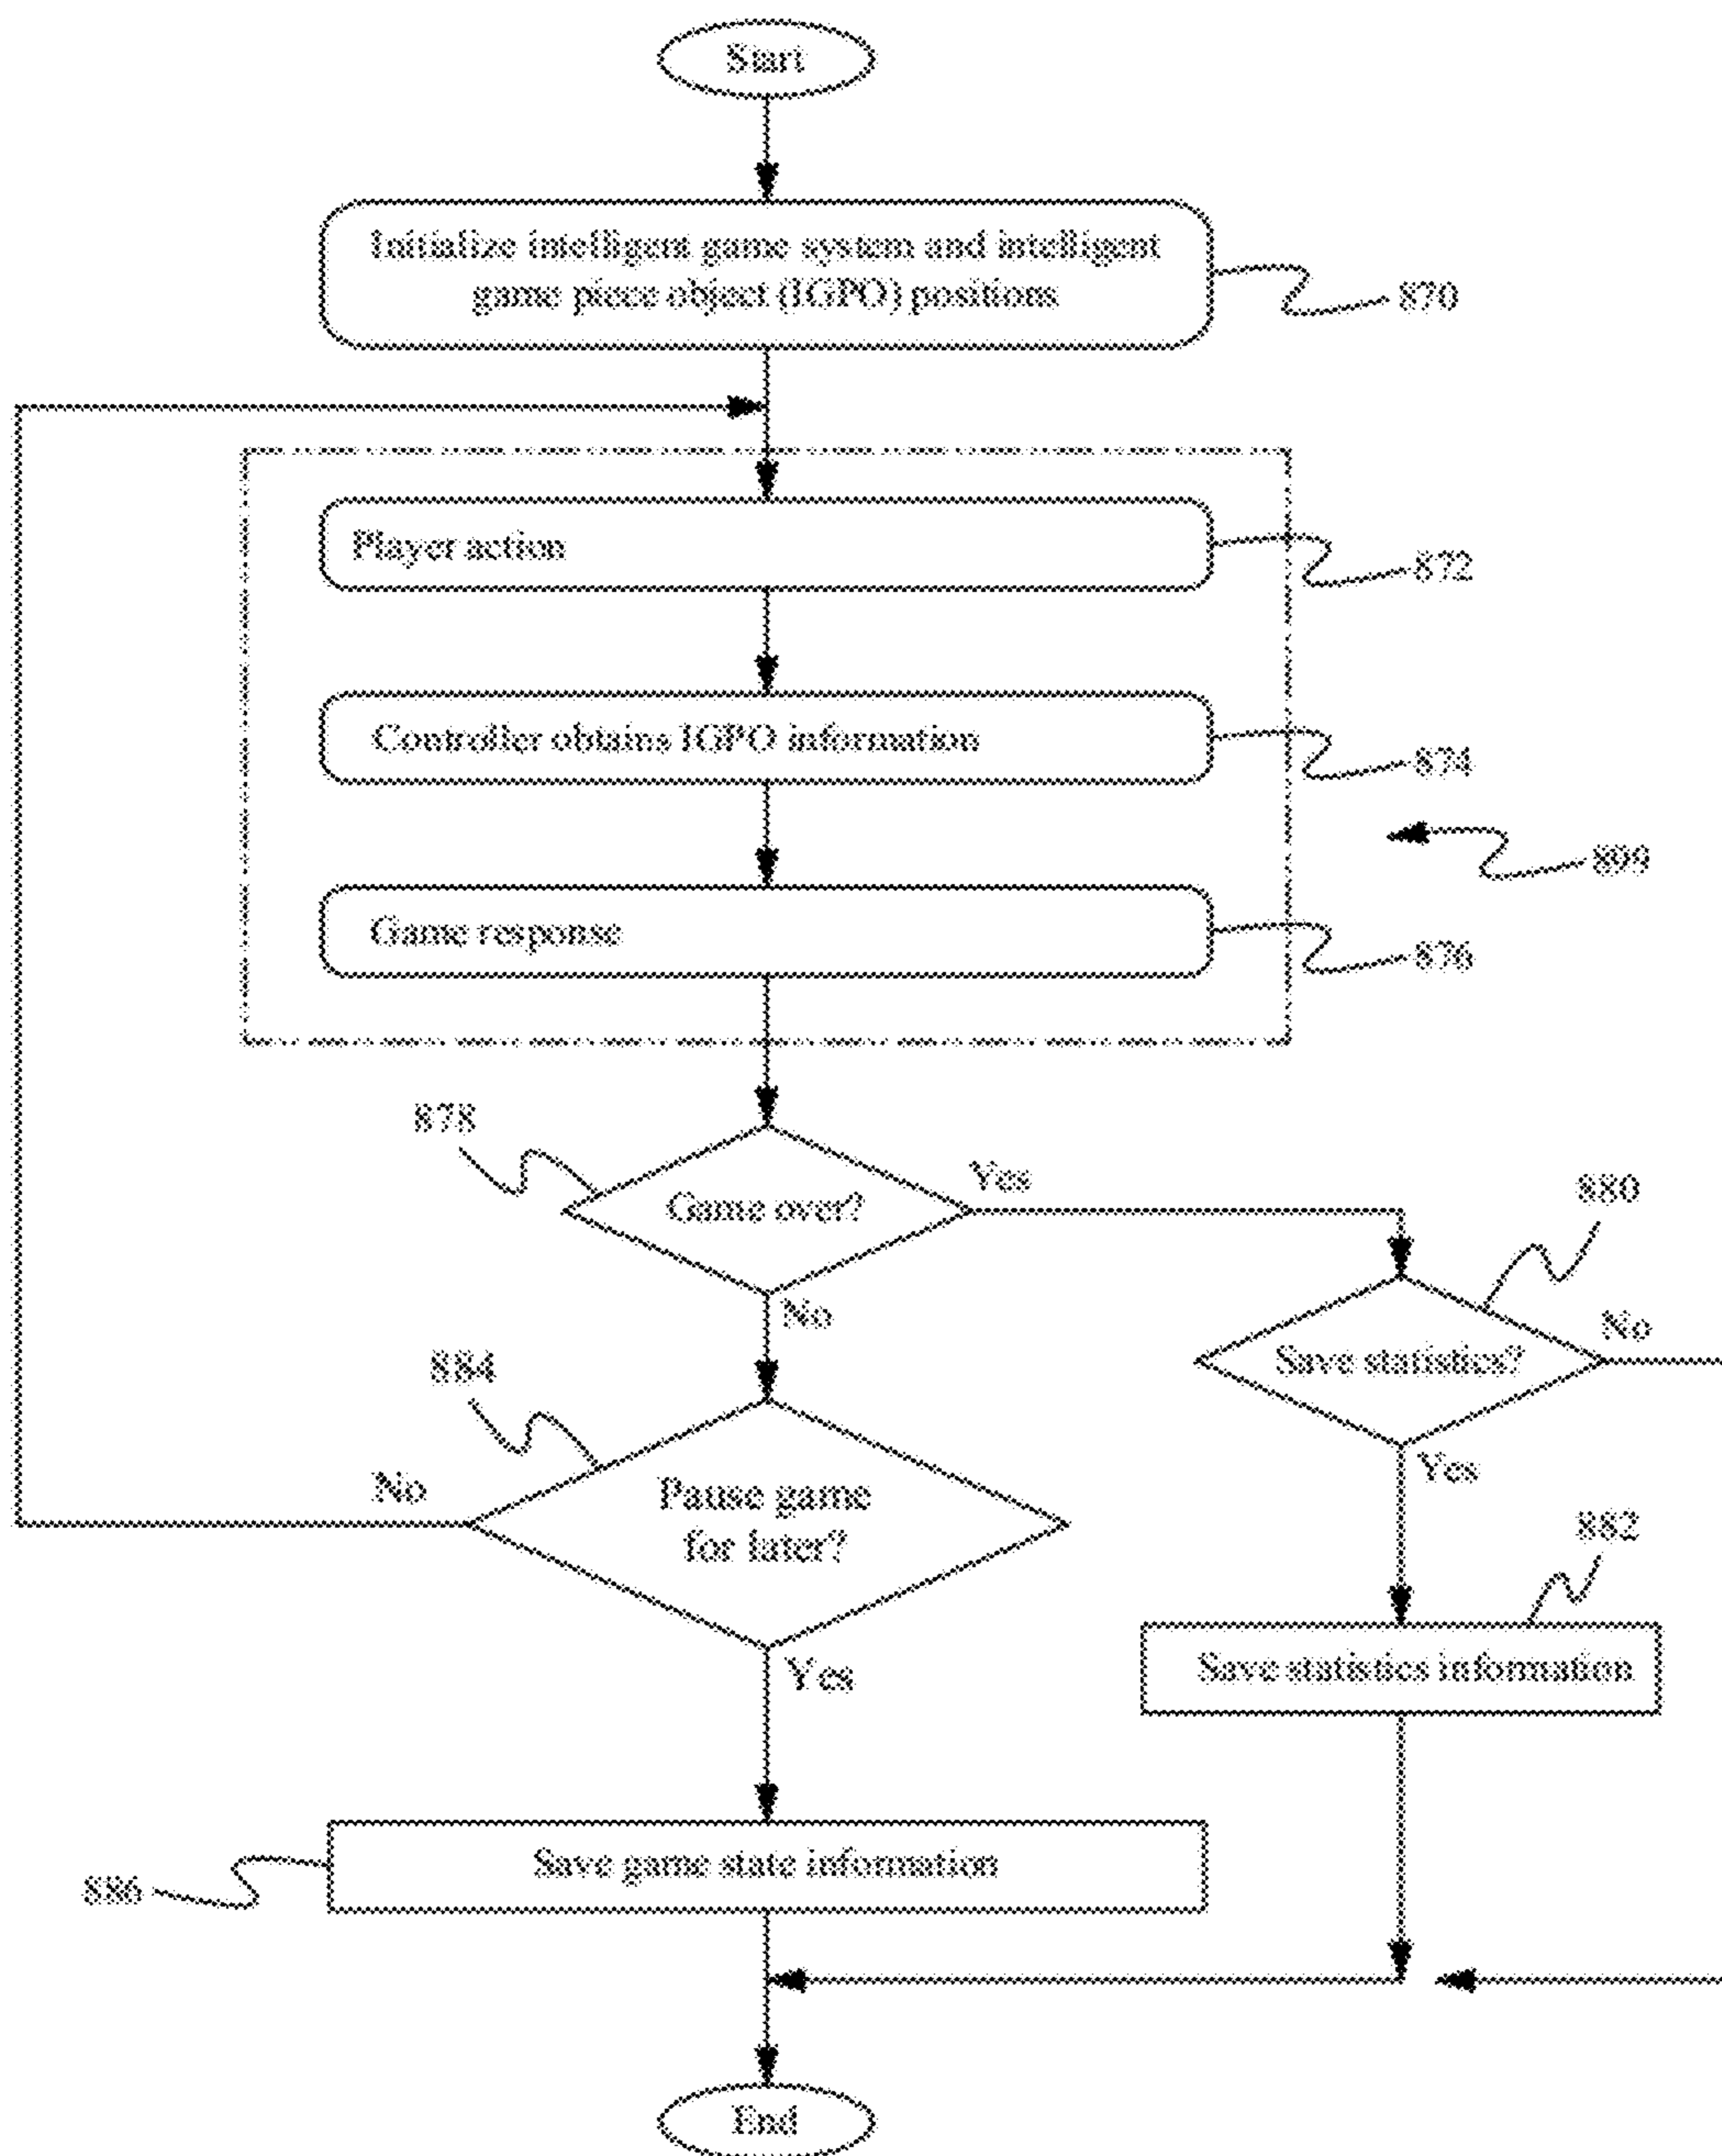 Start
Initialize intelligent game system and intelligent
game piece object (IGPO) positions
870
Player action
872
Controller obtains IGPO information
874
899
Game response
876
878
Game over?
Yes
No
880
Save statistics?
No
Yes
884
Pause game
for later?
No
Yes
882
Save statistics information
Save game state information
886
End